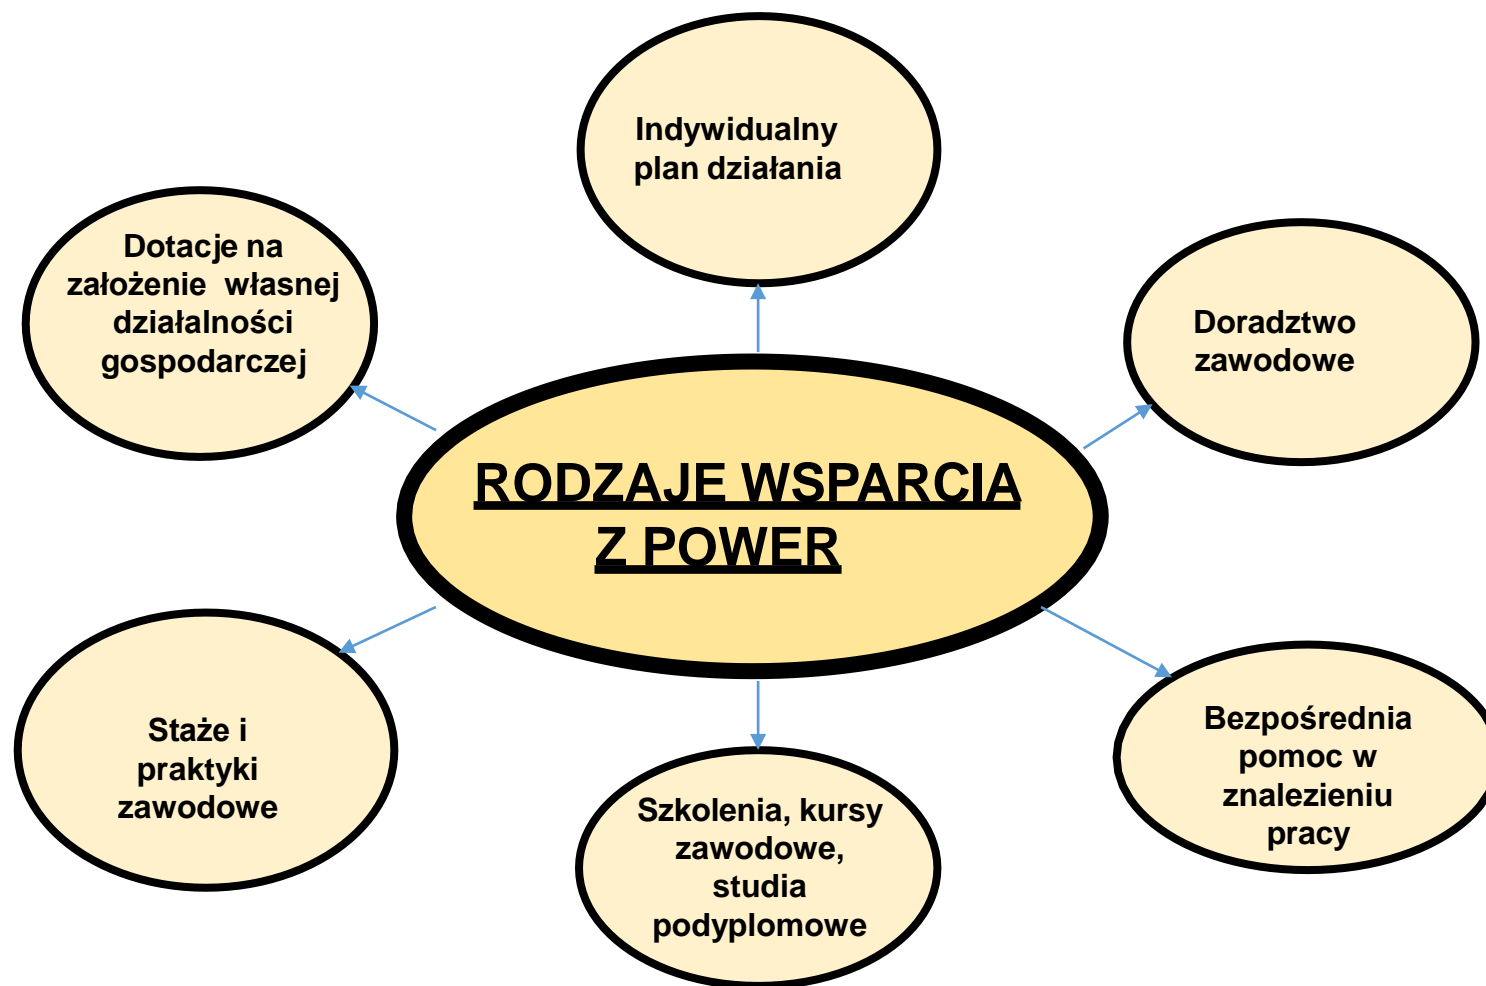 Indywidualny
plan działania
Dotacje na
założenie  własnej
działalności
gospodarczej
Doradztwo
zawodowe
RODZAJE WSPARCIA
Z POWER
Staże i
praktyki
zawodowe
Szkolenia, kursy
zawodowe,
studia
podyplomowe
Bezpośrednia
pomoc w
znalezieniu
pracy